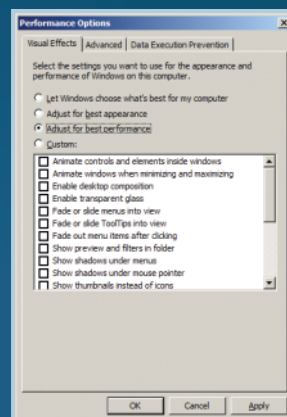 Performance Options
Visual Effects Advanced Data Execution Prevention
Select the settings you want to use for the appearance and
performance of Windows on this computer.
Let Windows choose what's best for my computer
Adjust for best appearance
Adjust for best performance
Custom:
Animate controls and elements inside windows
Animate windows when minimizing and maximizing
Enable desktop composition
Enable transparent glass
Fade or slide menus into view
Fade or slide ToolTips into view
Fade out menu items after clicking
Show preview and filters in folder
Show shadows under menus
Show shadows under mouse pointer
Show thumbnails instead of icons
OK Cancel Apply